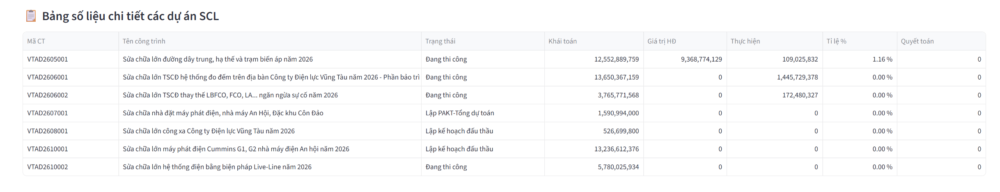 Bảng số liệu chi tiết các dự án SCL
Mã CT Tên công trình Trạng thái Khái toán Giá trị HĐ Thực hiện Tỉ lệ % Quyết toán
VTAD2605001 Sửa chữa lớn đường dây trung, hạ thế và trạm biến áp năm 2026 Đang thi công 12,552,889,759 9,368,774,129 109,025,832 1.16 % 0
VTAD2606001 Sửa chữa lớn TSCĐ hệ thống đo đếm trên địa bàn Công ty Điện lực Vũng Tàu năm 2026 - Phần bảo trì Đang thi công 13,650,367,159 0 1,445,729,378 0.00 % 0
VTAD2606002 Sửa chữa lớn TSCĐ thay thế LBFCO, FCO, LA... ngăn ngừa sự cố năm 2026 Đang thi công 3,765,771,568 0 172,480,327 0.00 % 0
VTAD2607001 Sửa chữa nhà đặt máy phát điện, nhà máy An Hội, Đặc khu Côn Đảo Lập PAKT-Tổng dự toán 1,590,994,000 0 0 0.00 % 0
VTAD2608001 Sửa chữa lớn công xa Công ty Điện lực Vũng Tàu năm 2026 Lập kế hoạch đấu thầu 526,699,800 0 0 0.00 % 0
VTAD2610001 Sửa chữa lớn máy phát điện Cummins G1, G2 nhà máy điện An hội năm 2026 Lập kế hoạch đấu thầu 13,236,612,376 0 0 0.00 % 0
VTAD2610002 Sửa chữa lớn hệ thống điện bằng biện pháp Live-Line năm 2026 Đang thi công 5,780,025,934 0 0 0.00 % 0